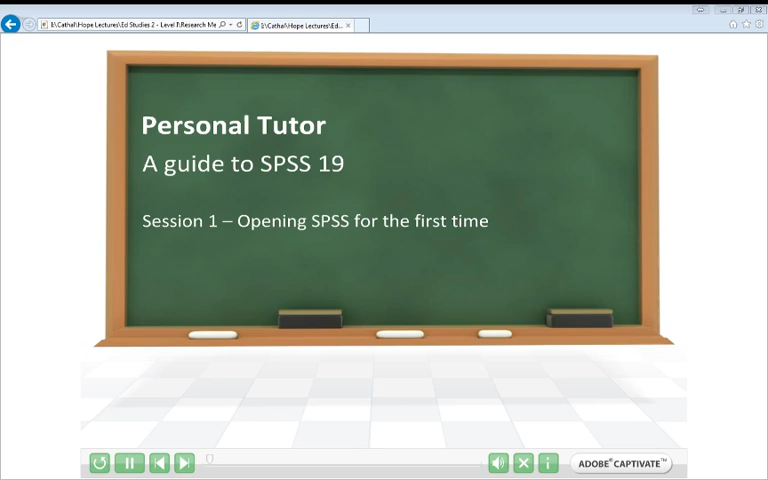 E:\Cathal\Hope Lectures\Ed Studies 2 - Level I\Research Me
E:\Cathal\Hope Lectures\Ed...
Personal Tutor
A guide to SPSS 19
Session 1 – Opening SPSS for the first time
ADOBE® CAPTIVATE™